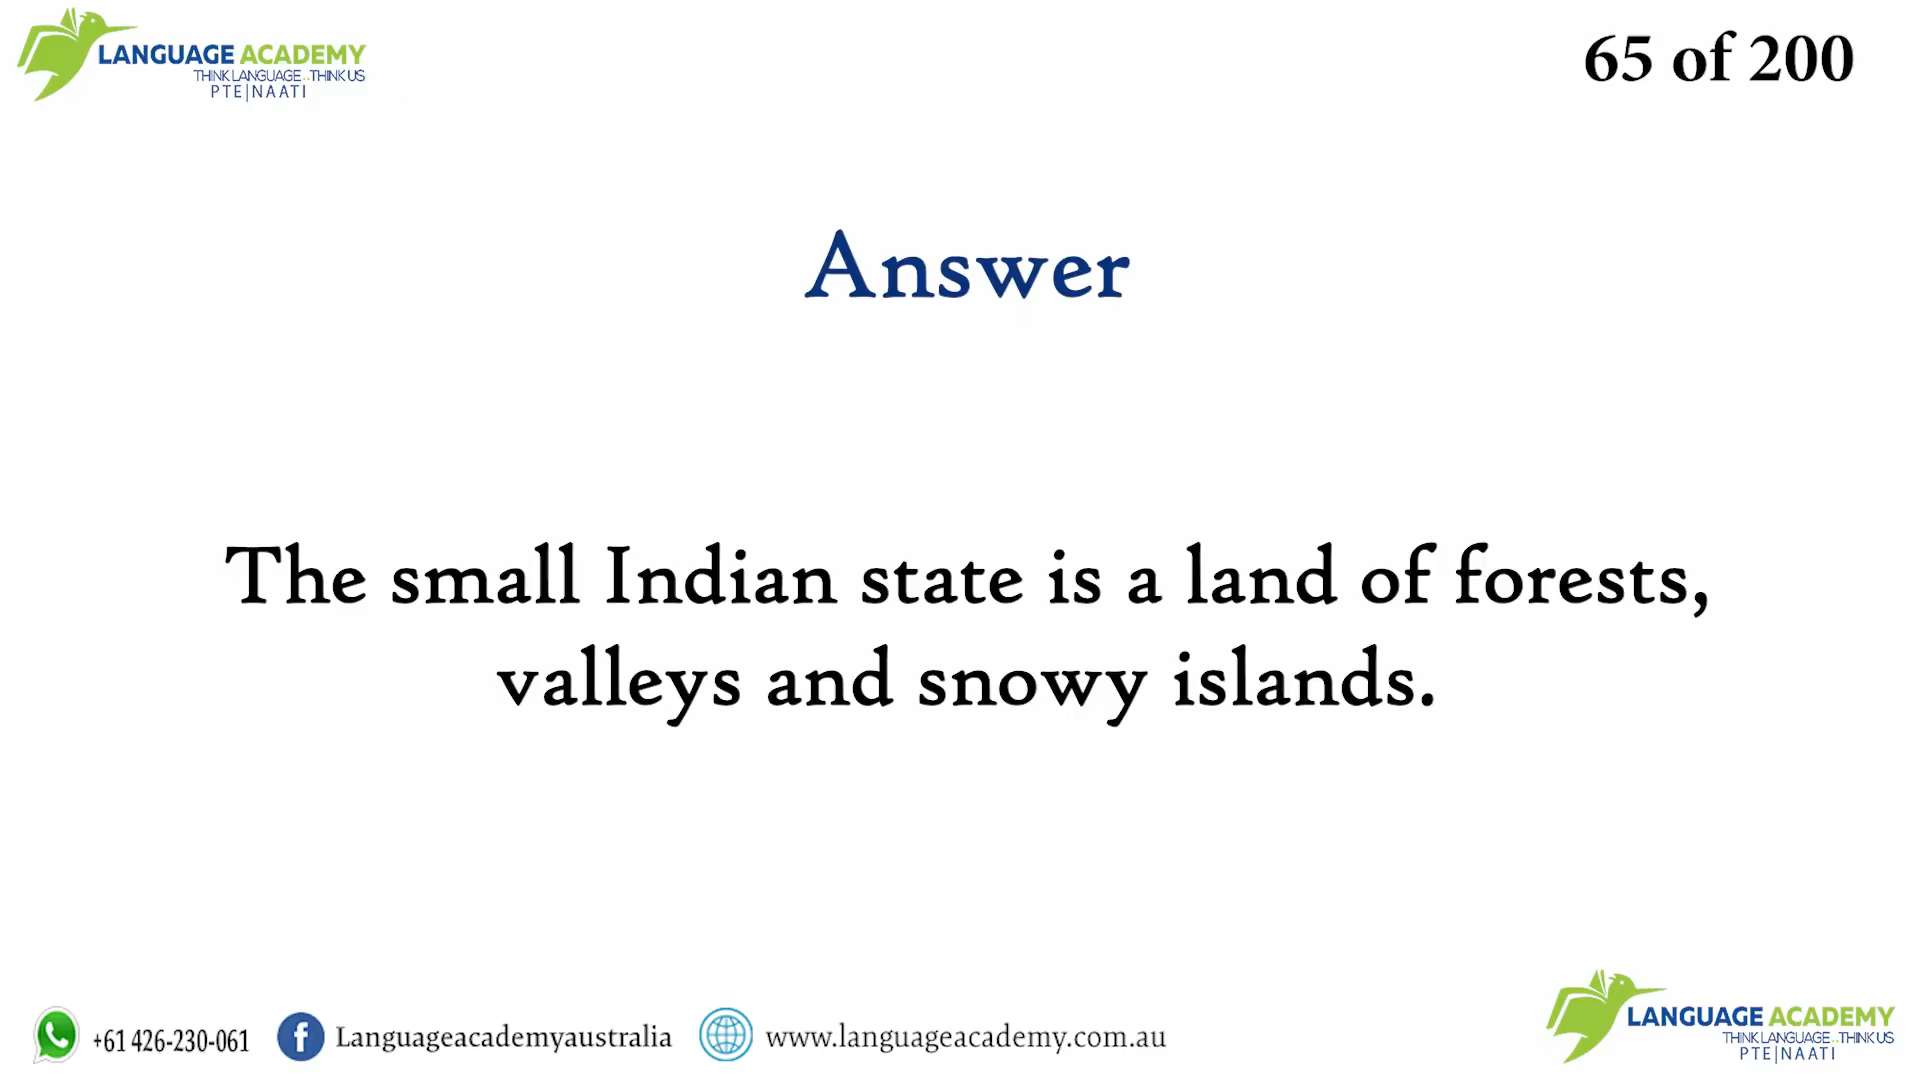 LANGUAGE ACADEMY
THINK LANGUAGE..THINK US
PTE|NAATI
65 of 200
Answer
The small Indian state is a land of forests,
valleys and snowy islands.
+61 426-230-061
Languageacademyaustralia
www.languageacademy.com.au
LANGUAGE ACADEMY
THINK LANGUAGE..THINK US
PTE|NAATI